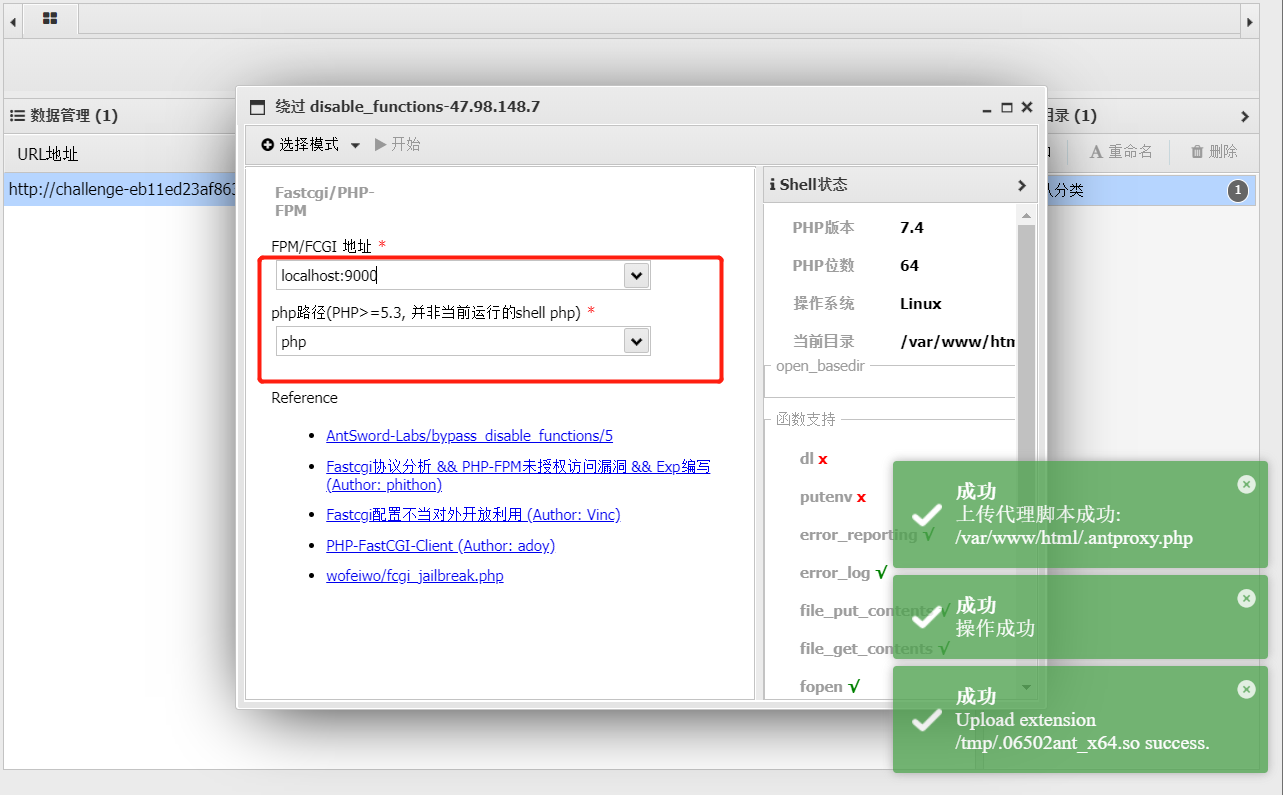 绕过 disable_functions-47.98.148.7
数据管理 (1)
目录 (1)
选择模式
开始
URL地址
重命名
删除
http://challenge-eb11ed23af863
认分类
1
Fastcgi/PHP-
FPM
FPM/FCGI 地址 *
localhost:9000
php路径(PHP>=5.3, 并非当前运行的shell php) *
php
Reference
AntSword-Labs/bypass_disable_functions/5
Fastcgi协议分析 && PHP-FPM未授权访问漏洞 && Exp编写
(Author: phithon)
Fastcgi配置不当对外开放利用 (Author: Vinc)
PHP-FastCGI-Client (Author: adoy)
wofeiwo/fcgi_jailbreak.php
Shell状态
PHP版本 7.4
PHP位数 64
操作系统 Linux
当前目录 /var/www/htm
open_basedir
函数支持
dl x
putenv x
error_reporting √
error_log √
file_put_contents √
file_get_contents √
fopen √
成功
上传代理脚本成功:
/var/www/html/.antproxy.php
成功
操作成功
成功
Upload extension
/tmp/.06502ant_x64.so success.